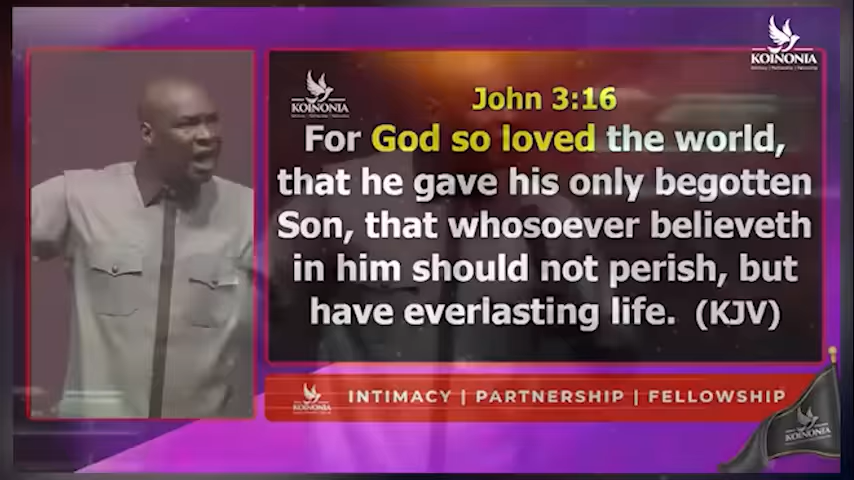 KOINONIA
KOINONIA
John 3:16
For God so loved the world,
that he gave his only begotten
Son, that whosoever believeth
in him should not perish, but
have everlasting life. (KJV)
KOINONIA
INTIMACY | PARTNERSHIP | FELLOWSHIP
KOINONIA